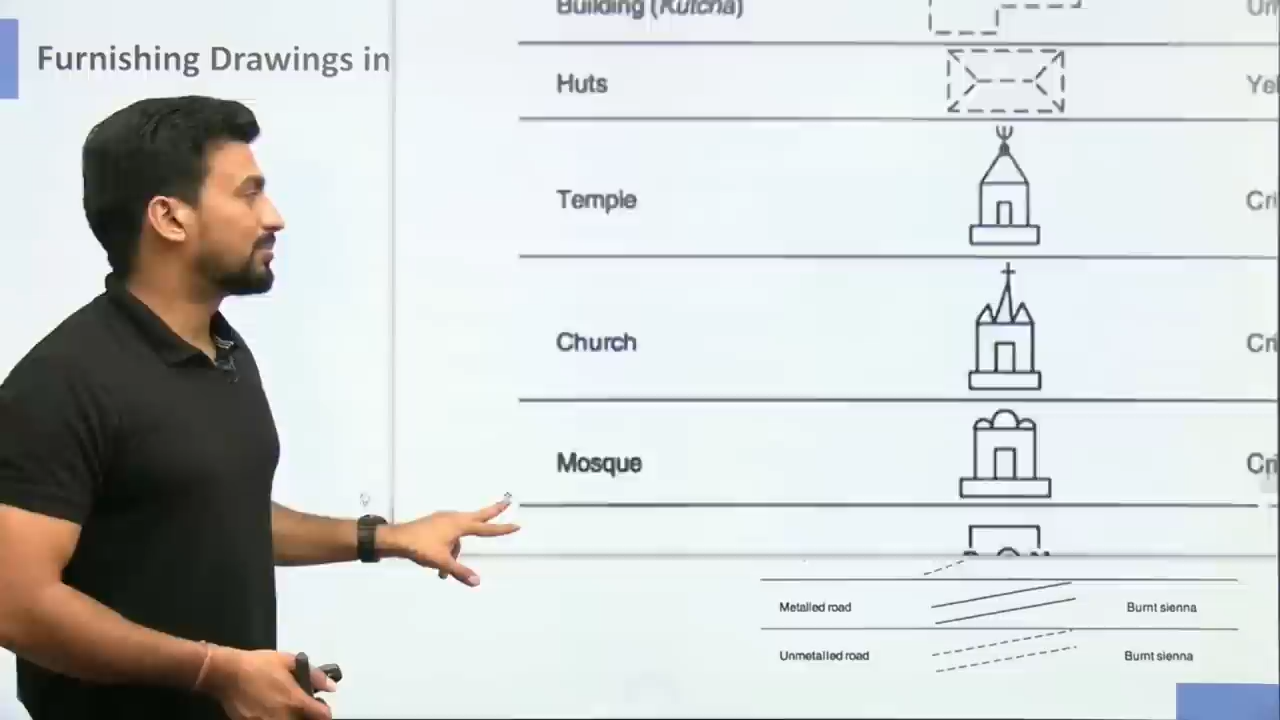 Furnishing Drawings in
Building (Kutcha)
Huts
Temple
Church
Mosque
Metalled road
Burnt sienna
Unmetalled road
Burnt sienna